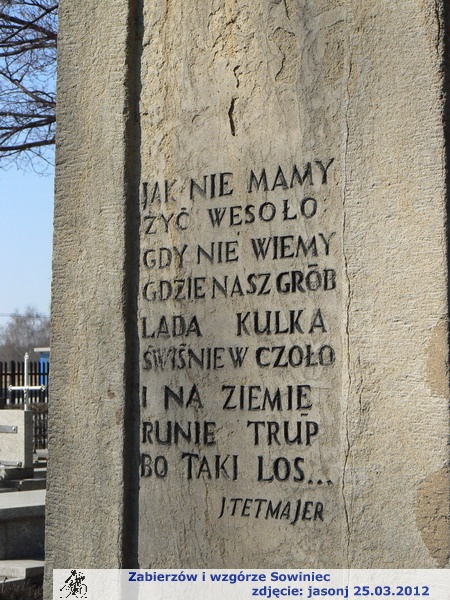 JAK NIE MAMY
ŻYĆ WESOŁO
GDY NIE WIEMY
GDZIE NASZ GRÓB
LADA KULKA
ŚWIŚNIE W CZOŁO
I NA ZIEMIĘ
RUNIE TRUP
BO TAKI LOS...
J·TETMAJER
Zabierzów i wzgórze Sowiniec
zdjęcie: jasonj 25.03.2012